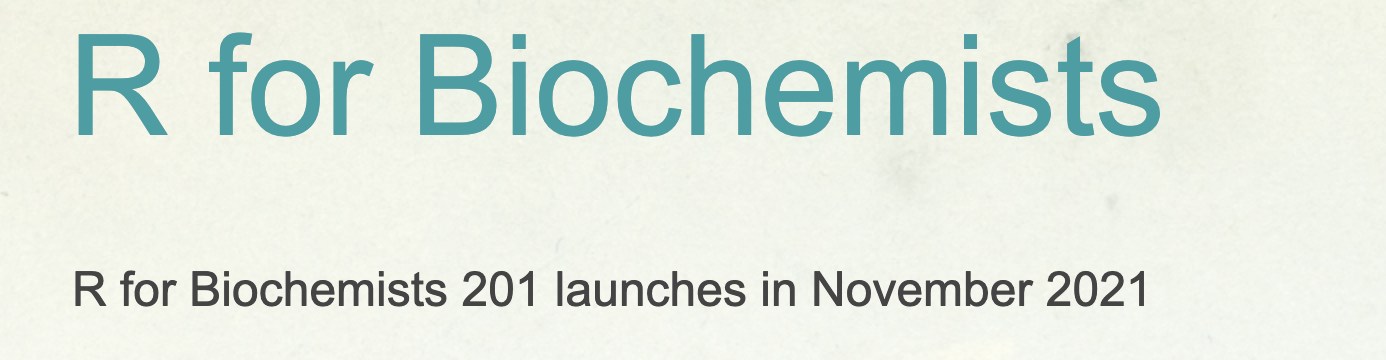 R for Biochemists
R for Biochemists 201 launches in November 2021